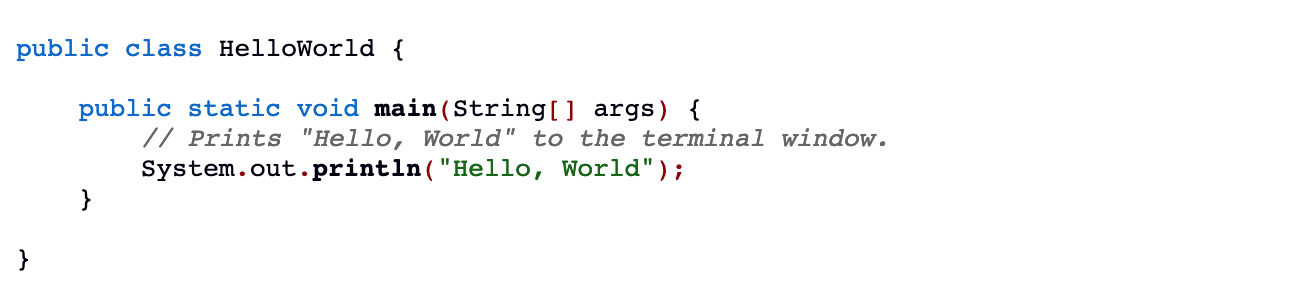 public class HelloWorld {
    public static void main(String[] args) {
        // Prints "Hello, World" to the terminal window.
        System.out.println("Hello, World");
    }
}